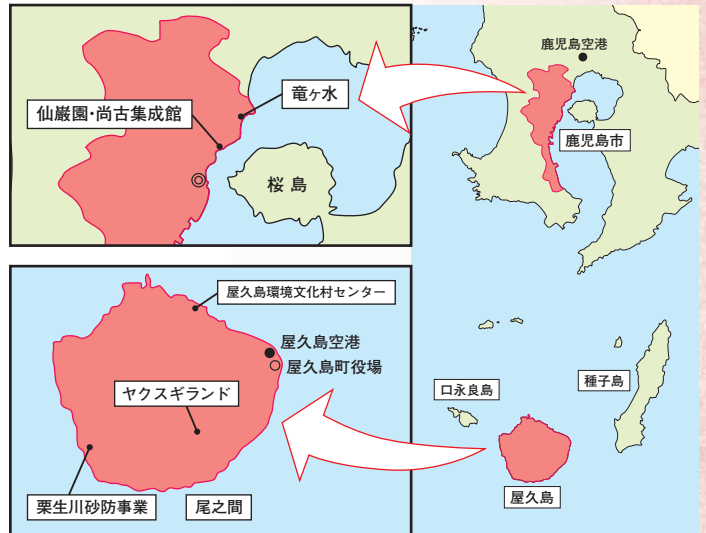 竜ヶ水
仙巌園・尚古集成館
桜島
鹿児島空港
鹿児島市
屋久島環境文化村センター
屋久島空港
屋久島町役場
ヤクスギランド
栗生川砂防事業
尾之間
口永良島
種子島
屋久島